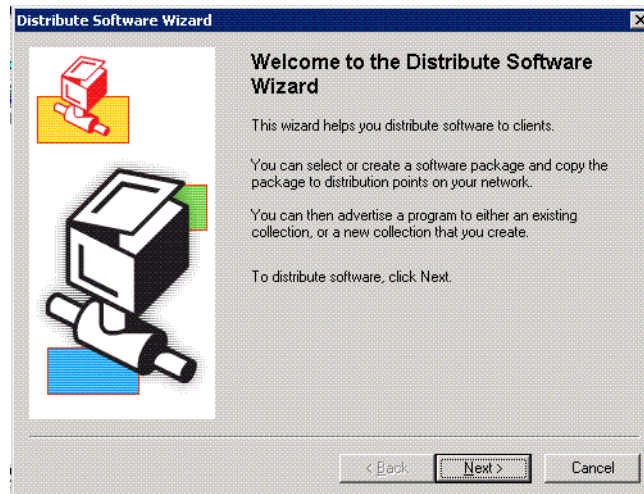 Distribute Software Wizard
Welcome to the Distribute Software
Wizard
This wizard helps you distribute software to clients.
You can select or create a software package and copy the
package to distribution points on your network.
You can then advertise a program to either an existing
collection, or a new collection that you create.
To distribute software, click Next.
< Back
Next >
Cancel